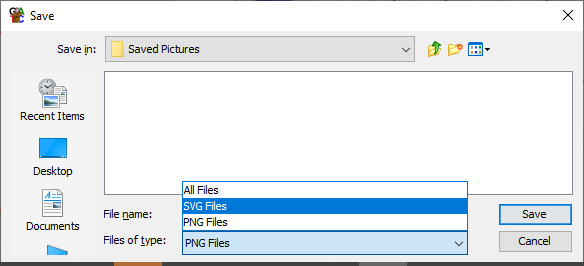 Save
Save in:
Saved Pictures
Recent Items
Desktop
Documents
All Files
SVG Files
PNG Files
File name:
Save
Files of type:
PNG Files
Cancel